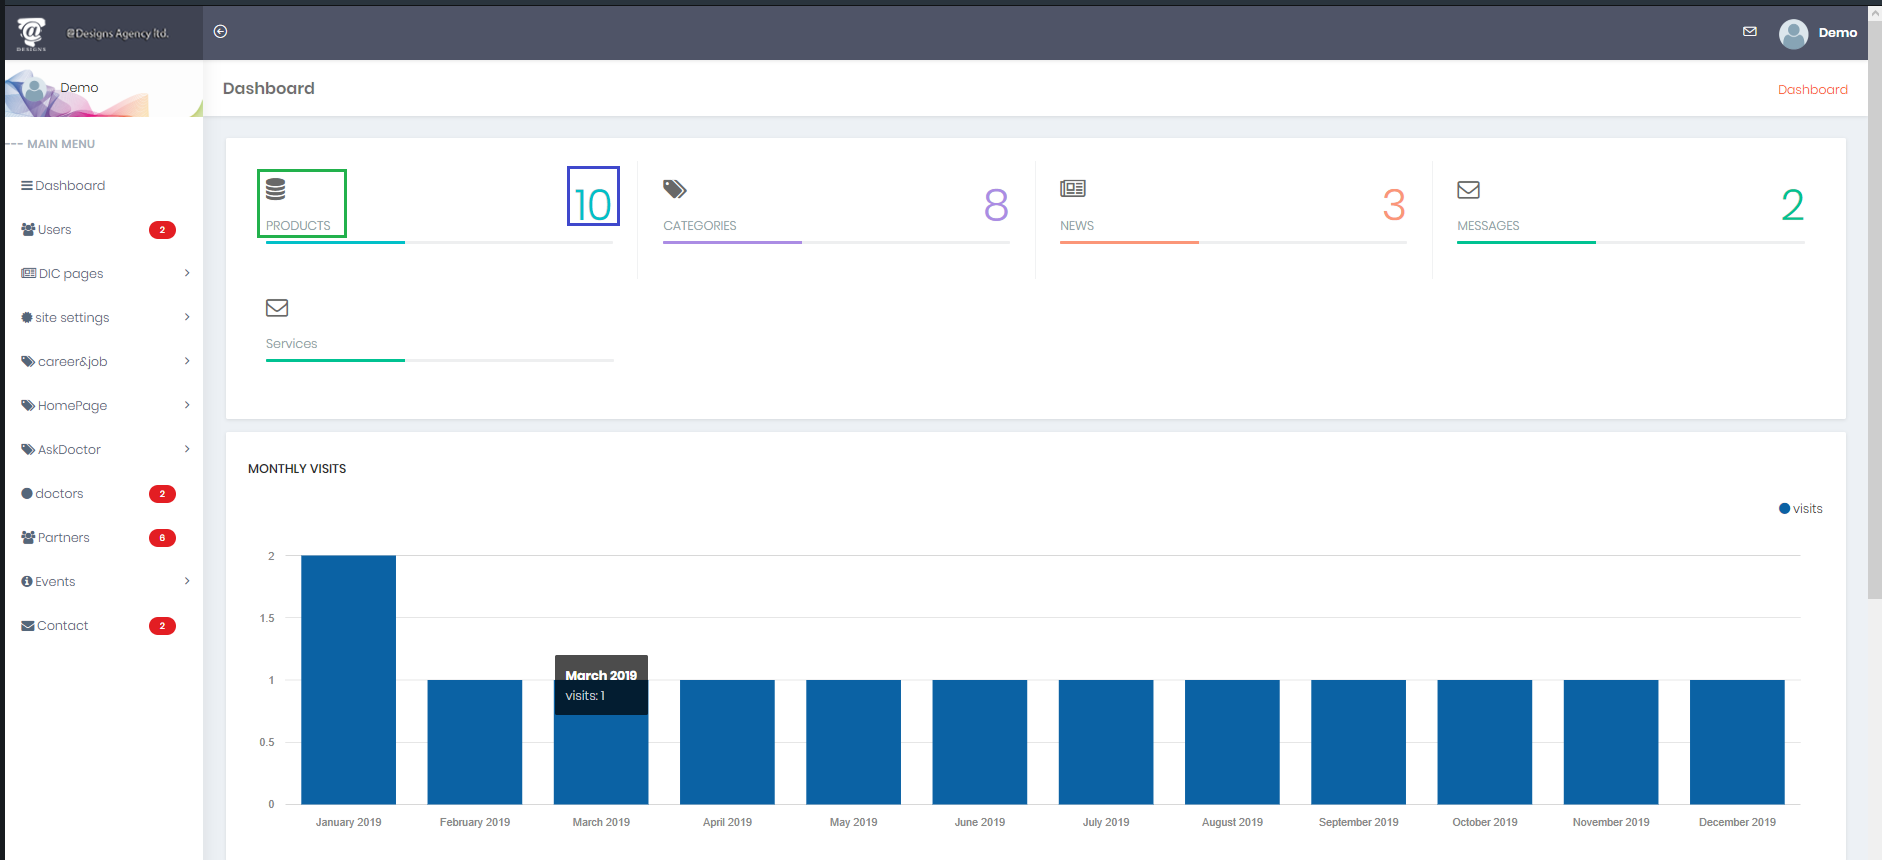 @ DESIGNS
@Designs Agency ltd.
Demo
Demo
Dashboard
Dashboard
--- MAIN MENU
Dashboard
Users 2
DIC pages
site settings
career&job
HomePage
AskDoctor
doctors 2
Partners 6
Events
Contact 2
PRODUCTS 10
CATEGORIES 8
NEWS 3
MESSAGES 2
Services
MONTHLY VISITS
visits
2
1.5
1
0.5
0
March 2019
visits: 1
January 2019 February 2019 March 2019 April 2019 May 2019 June 2019 July 2019 August 2019 September 2019 October 2019 November 2019 December 2019